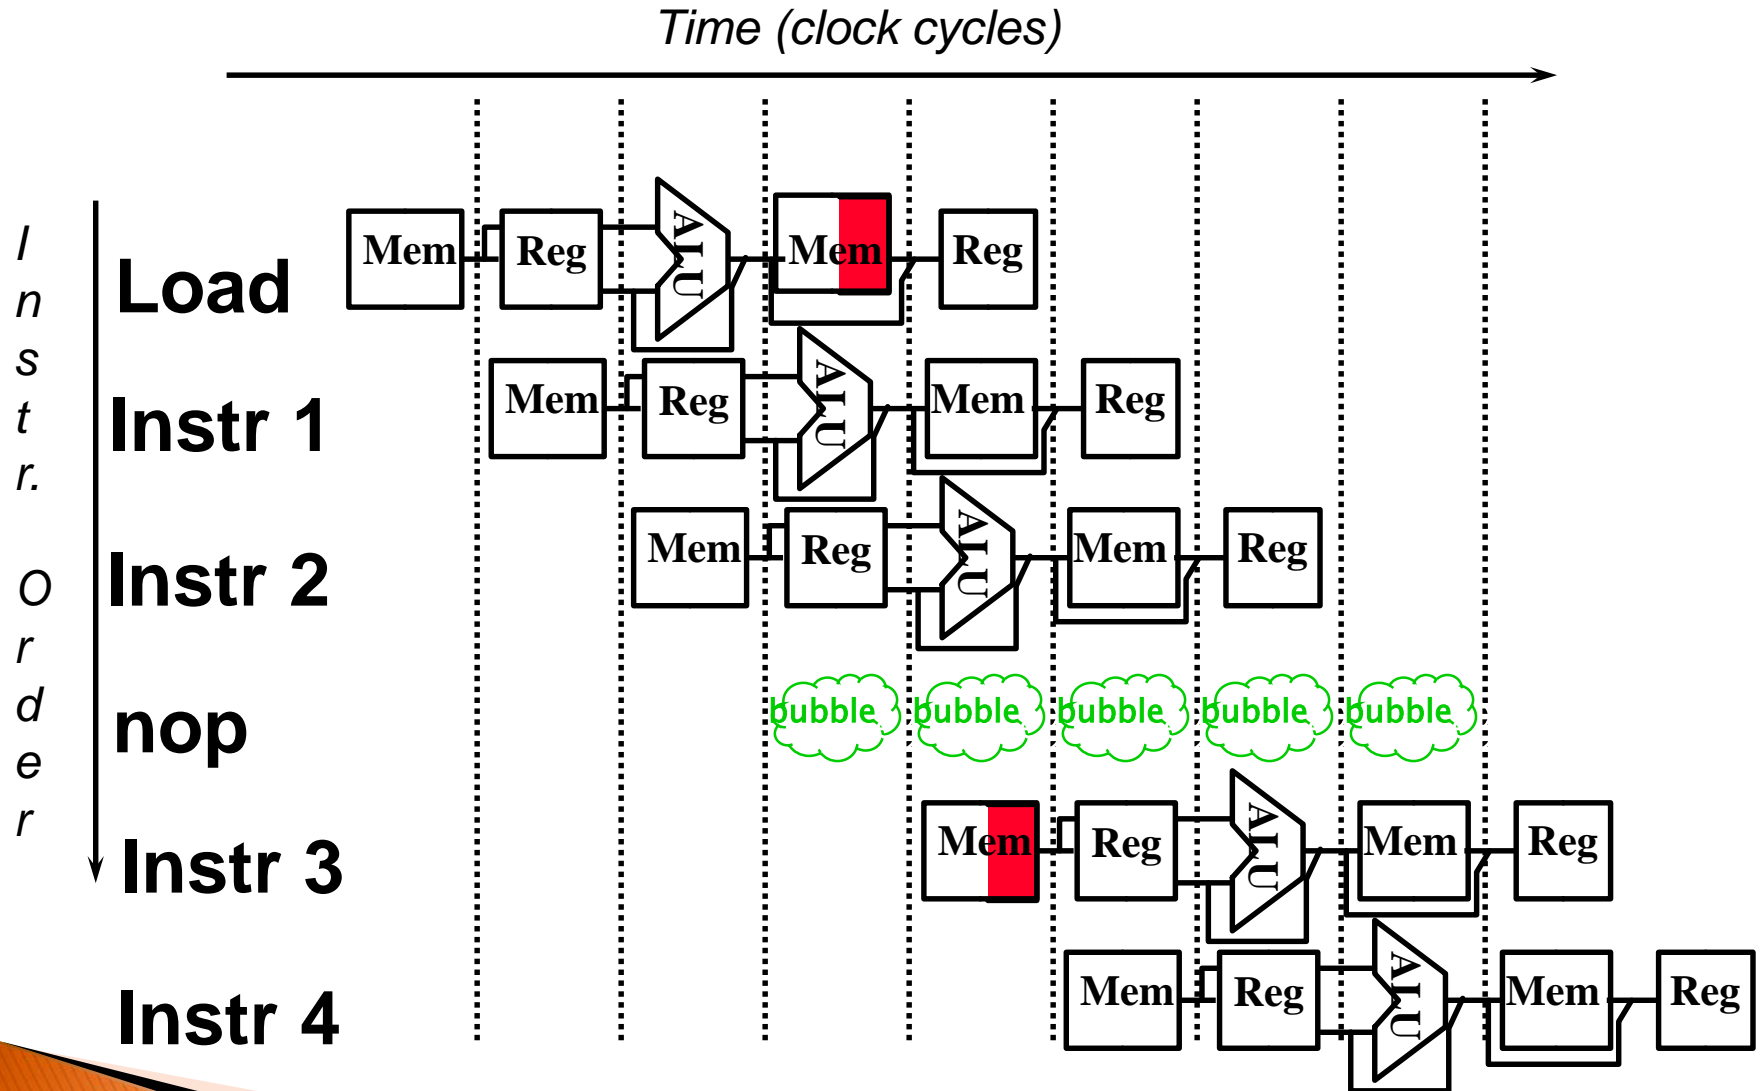 Time (clock cycles)
Instr. Order
Load
Mem Reg ALU Mem Reg
Instr 1
Mem Reg ALU Mem Reg
Instr 2
Mem Reg ALU Mem Reg
nop
bubble bubble bubble bubble bubble
Instr 3
Mem Reg ALU Mem Reg
Instr 4
Mem Reg ALU Mem Reg